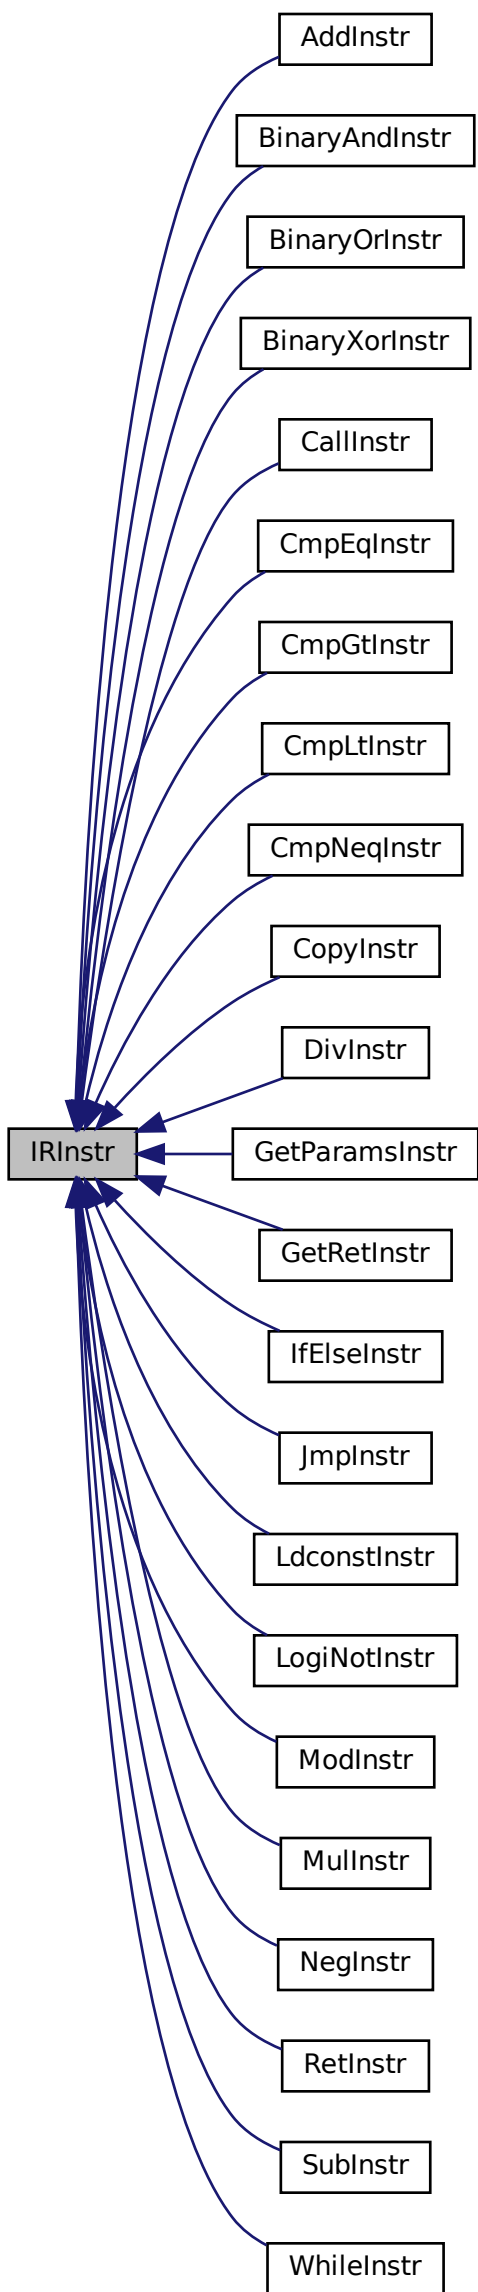 AddInstr
BinaryAndInstr
BinaryOrInstr
BinaryXorInstr
CallInstr
CmpEqInstr
CmpGtInstr
CmpLtInstr
CmpNeqInstr
CopyInstr
DivInstr
IRInstr
GetParamsInstr
GetRetInstr
IfElseInstr
JmpInstr
LdconstInstr
LogiNotInstr
ModInstr
MulInstr
NegInstr
RetInstr
SubInstr
WhileInstr